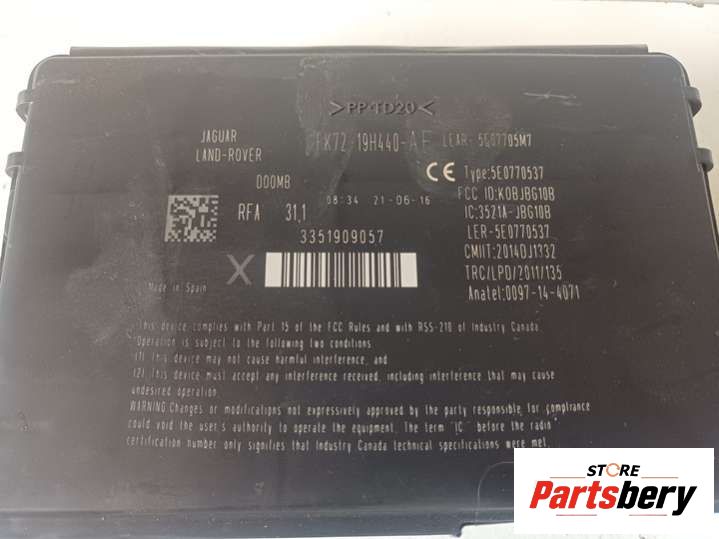 >PP-TD20<
JAGUAR
LAND-ROVER
FK72-19H440-AF LEAR-
Type:5E0770537
FCC ID:KOBJBG10B
IC:3521A-JBG10B
LER-5E0770537
CMIIT:2014DJ1332
TRC/LPD/2011/135
Anatel:0097-14-4071
D00MB
RFA 31.1 08:34 21-06-16
3351909057
X
Made in Spain
This device complies with Part 15 of the FCC Rules and with RSS-210 of Industry Canada.
Operation is subject to the following two conditions
(1) This device may not cause harmful interference, and
(2) This device must accept any interference received, including interference that may cause
undesired operation.
WARNING Changes or modifications not expressively approved by the party responsible for compliance
could void the user's authority to operate the equipment. The term "IC" before the radio
certification number only signifies that Industry Canada technical specifications were met.
STORE
Partsbery